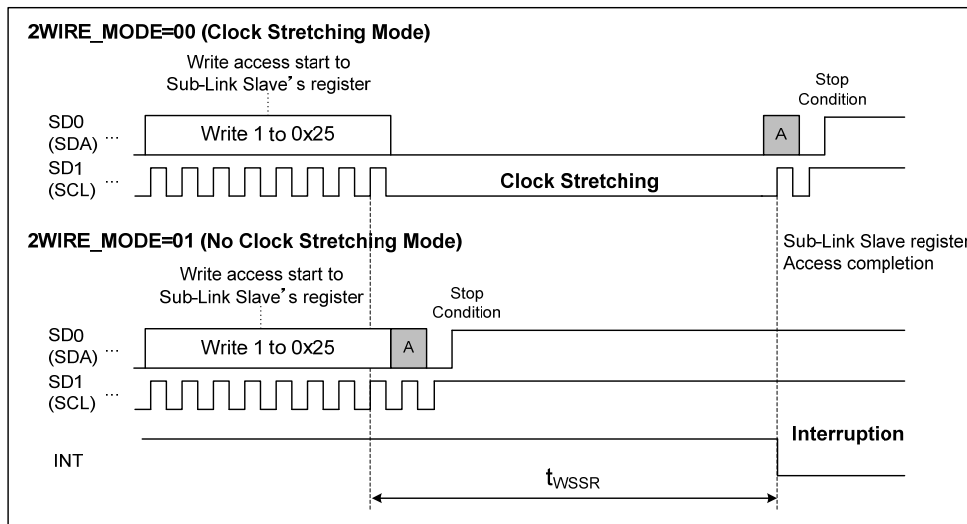 2WIRE_MODE=00 (Clock Stretching Mode)
Write access start to
Sub-Link Slave's register
Stop
Condition
SD0
(SDA) ...
Write 1 to 0x25
A
SD1
(SCL) ...
Clock Stretching
2WIRE_MODE=01 (No Clock Stretching Mode)
Sub-Link Slave register
Access completion
Write access start to
Sub-Link Slave's register
Stop
Condition
SD0
(SDA) ...
Write 1 to 0x25
A
SD1
(SCL) ...
Interruption
INT
tWSSR